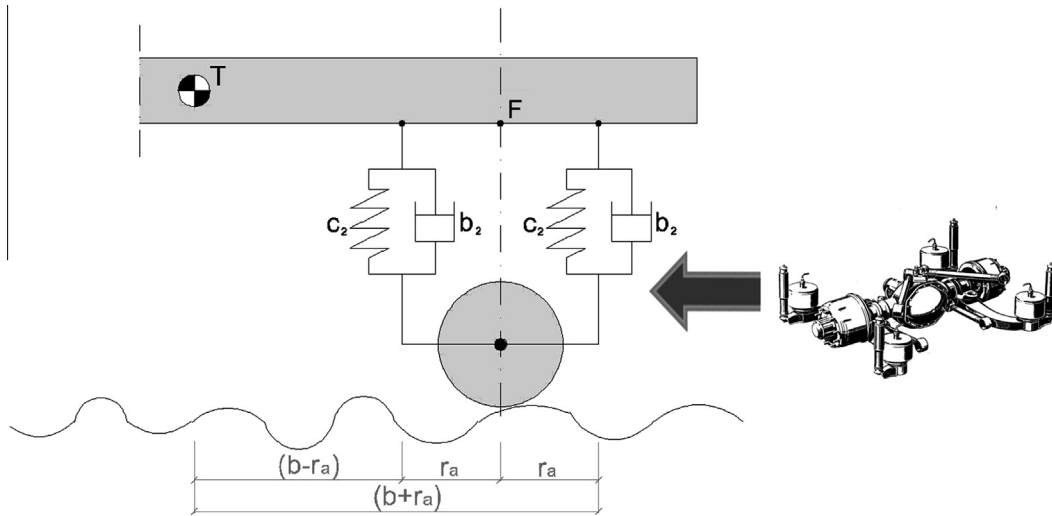 T
F
c₂ b₂ c₂ b₂
(b-rₐ) rₐ rₐ
(b+rₐ)